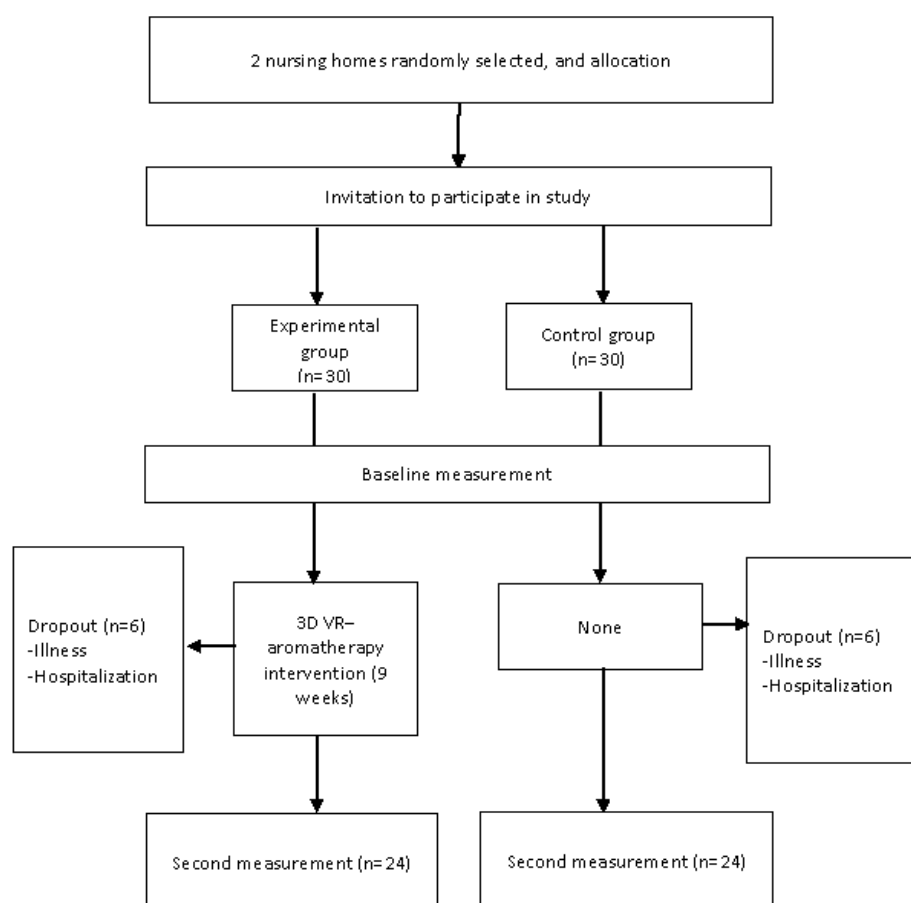 2 nursing homes randomly selected, and allocation
Invitation to participate in study
Experimental
group
(n=30)
Control group
(n=30)
Baseline measurement
Dropout (n=6)
-Illness
-Hospitalization
3D VR–
aromatherapy
intervention (9
weeks)
None
Dropout (n=6)
-Illness
-Hospitalization
Second measurement (n=24)
Second measurement (n=24)